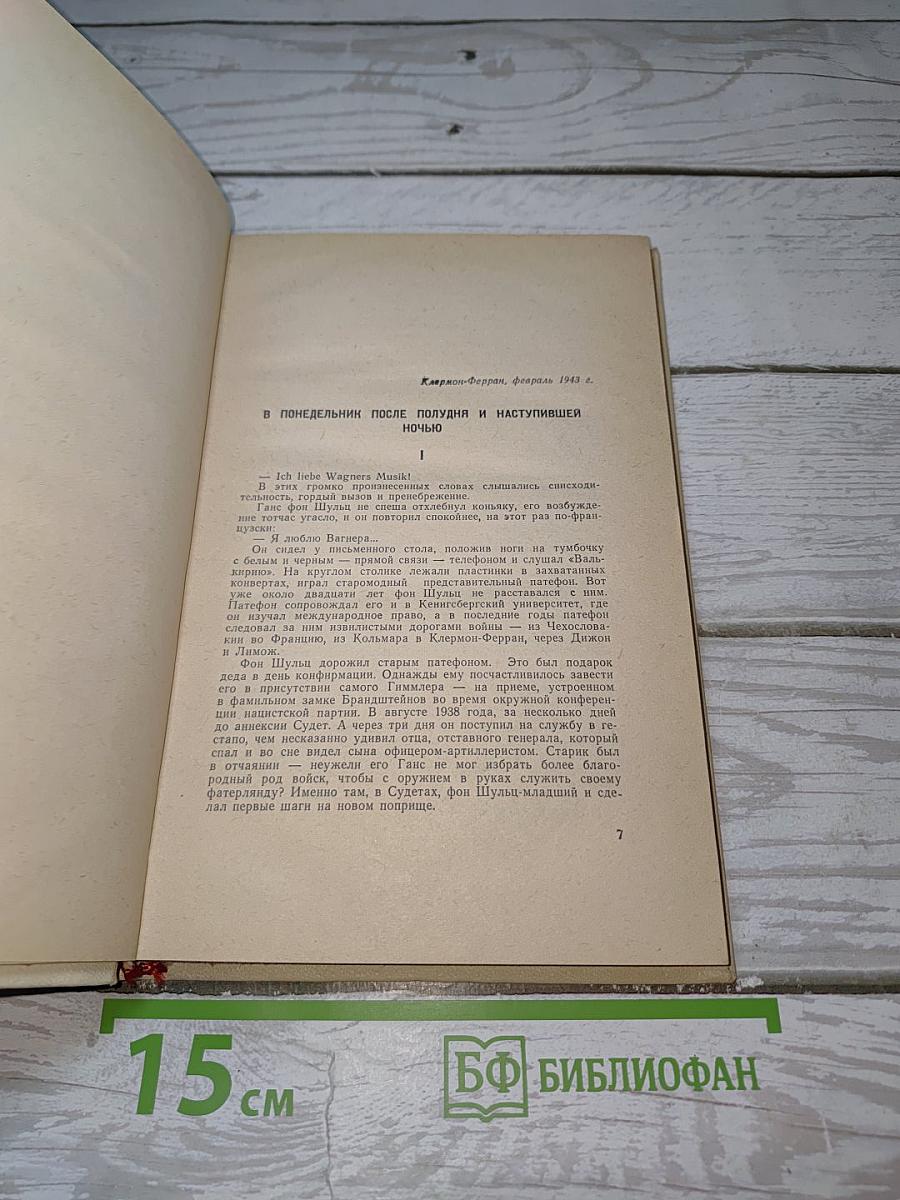 Клермон-Ферран, февраль 1943 г.
В ПОНЕДЕЛЬНИК ПОСЛЕ ПОЛУДНЯ И НАСТУПИВШЕЙ
НОЧЬЮ
I
— Ich liebe Wagners Musik!
В этих громко произнесенных словах слышались снисходи-
тельность, гордый вызов и пренебрежение.
Ганс фон Шульц не спеша отхлебнул коньяку, его возбужде-
ние тотчас угасло, и он повторил спокойнее, на этот раз по-фран-
цузски:
— Я люблю Вагнера...
Он сидел у письменного стола, положив ноги на тумбочку
с белым и черным — прямой связи — телефоном и слушал «Валь-
кирию». На круглом столике лежали пластинки в захватанных
конвертах, играл старомодный представительный патефон. Вот
уже около двадцати лет фон Шульц не расставался с ним.
Патефон сопровождал его и в Кенигсбергский университет, где
он изучал международное право, а в последние годы патефон
следовал за ним извилистыми дорогами войны — из Чехослова-
кии во Францию, из Кольмара в Клермон-Ферран, через Дижон
и Лимож.
Фон Шульц дорожил старым патефоном. Это был подарок
деда в день конфирмации. Однажды ему посчастливилось завести
его в присутствии самого Гиммлера — на приеме, устроенном
в фамильном замке Брандштейнов во время окружной конферен-
ции нацистской партии. В августе 1938 года, за несколько дней
до аннексии Судет. А через три дня он поступил на службу в ге-
стапо, чем несказанно удивил отца, отставного генерала, который
спал и во сне видел сына офицером-артиллеристом. Старик был
в отчаянии — неужели его Ганс не мог избрать более благо-
родный род войск, чтобы с оружием в руках служить своему
фатерлянду? Именно там, в Судетах, фон Шульц-младший и сде-
лал первые шаги на новом поприще.
7
15 см
БФ БИБЛИОФАН